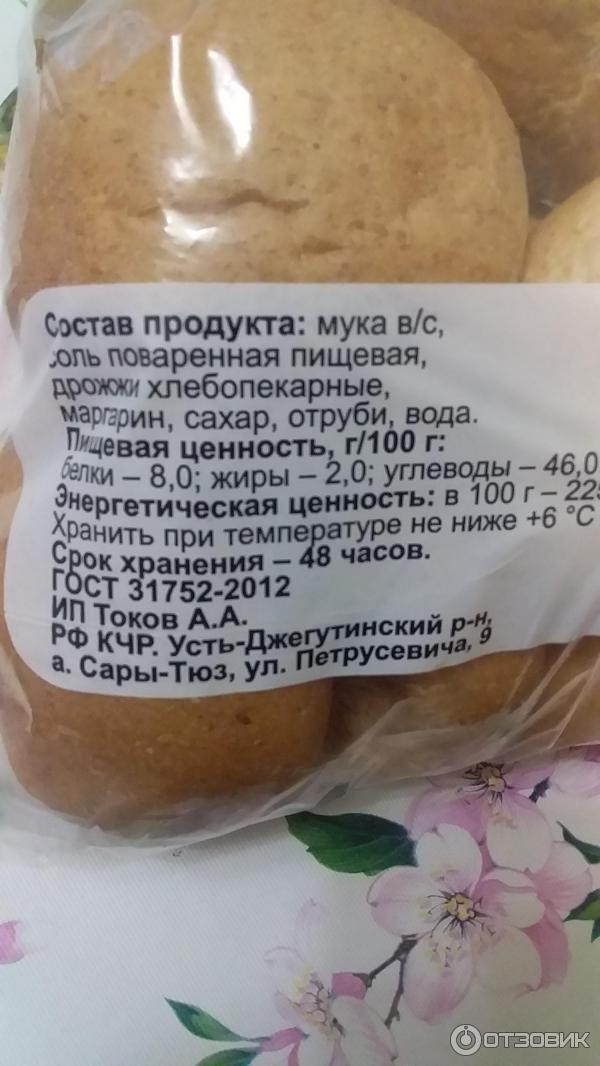 Состав продукта: мука в/с,
соль поваренная пищевая,
дрожжи хлебопекарные,
маргарин, сахар, отруби, вода.
Пищевая ценность, г/100 г:
белки – 8,0; жиры – 2,0; углеводы – 46,0
Энергетическая ценность: в 100 г – 225
Хранить при температуре не ниже +6 °С
Срок хранения – 48 часов.
ГОСТ 31752-2012
ИП Токов А.А.
РФ КЧР. Усть-Джегутинский р-н,
а. Сары-Тюз, ул. Петрусевича, 9
ОТЗОВИК